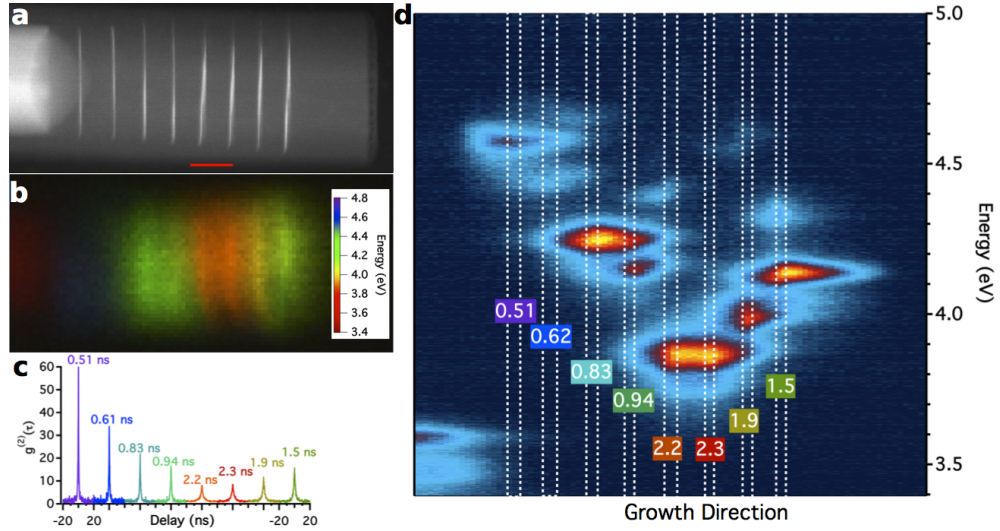 a
b
4.8
4.6
4.4
4.2
4.0
3.8
3.6
3.4
Energy (eV)
c
60
50
40
30
20
10
0
g(2)(τ)
0.51 ns
0.61 ns
0.83 ns
0.94 ns
2.2 ns
2.3 ns
1.9 ns
1.5 ns
-20 20 -20 20
Delay (ns)
d
0.51
0.62
0.83
0.94
2.2
2.3
1.9
1.5
5.0
4.5
4.0
3.5
Energy (eV)
Growth Direction